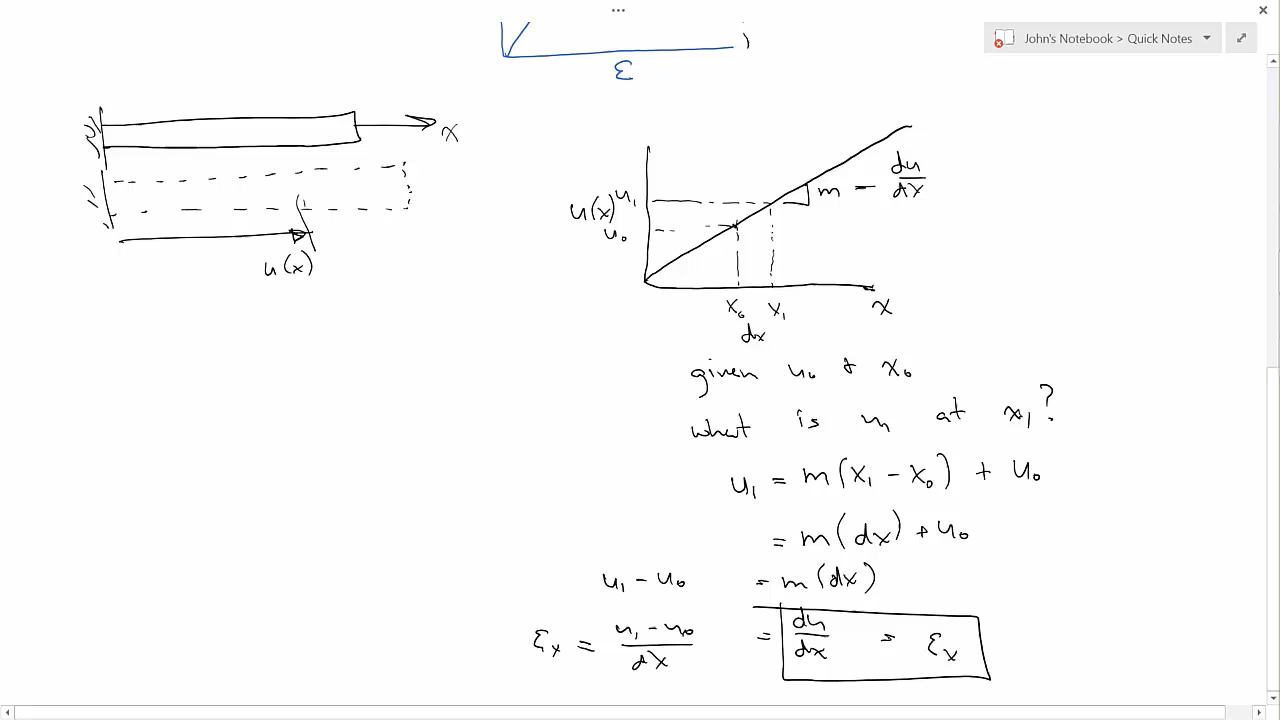 ...
John's Notebook > Quick Notes
ε
x
u(x)
u(x)
u₁
u₀
m = du/dx
x₀ x₁
x
dx
given u₀ & x₀
what is u at x₁?
u₁ = m(x₁ - x₀) + u₀
= m(dx) + u₀
u₁ - u₀ = m(dx)
εₓ = u₁ - u₀/dx = du/dx = εₓ